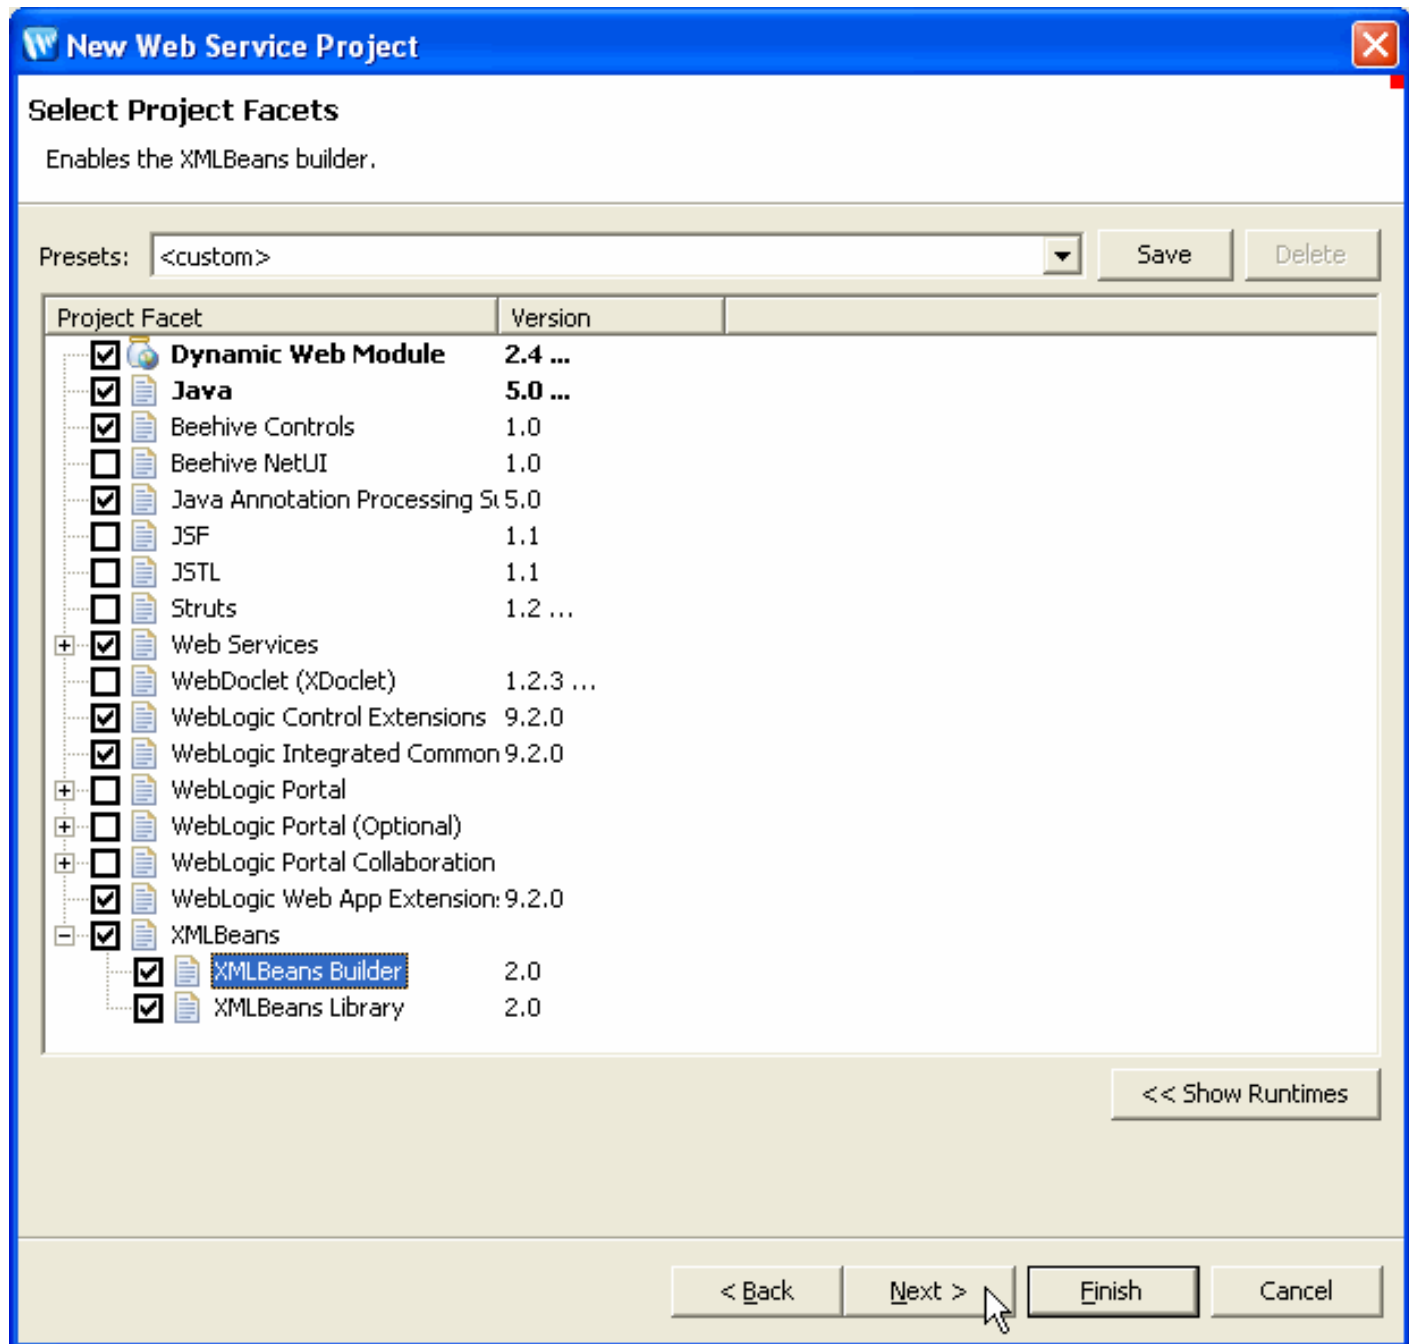 New Web Service Project
Select Project Facets
Enables the XMLBeans builder.
Presets: <custom> Save Delete
Project Facet Version
Dynamic Web Module 2.4 ...
Java 5.0 ...
Beehive Controls 1.0
Beehive NetUI 1.0
Java Annotation Processing Su 5.0
JSF 1.1
JSTL 1.1
Struts 1.2 ...
Web Services
WebDoclet (XDoclet) 1.2.3 ...
WebLogic Control Extensions 9.2.0
WebLogic Integrated Common 9.2.0
WebLogic Portal
WebLogic Portal (Optional)
WebLogic Portal Collaboration
WebLogic Web App Extension 9.2.0
XMLBeans
XMLBeans Builder 2.0
XMLBeans Library 2.0
<< Show Runtimes
< Back Next > Finish Cancel